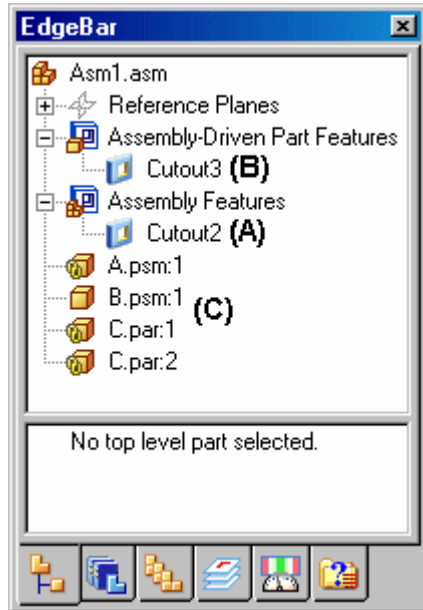 EdgeBar
Asm1.asm
Reference Planes
Assembly-Driven Part Features
Cutout3 (B)
Assembly Features
Cutout2 (A)
A.psm:1
B.psm:1
(C)
C.par:1
C.par:2
No top level part selected.